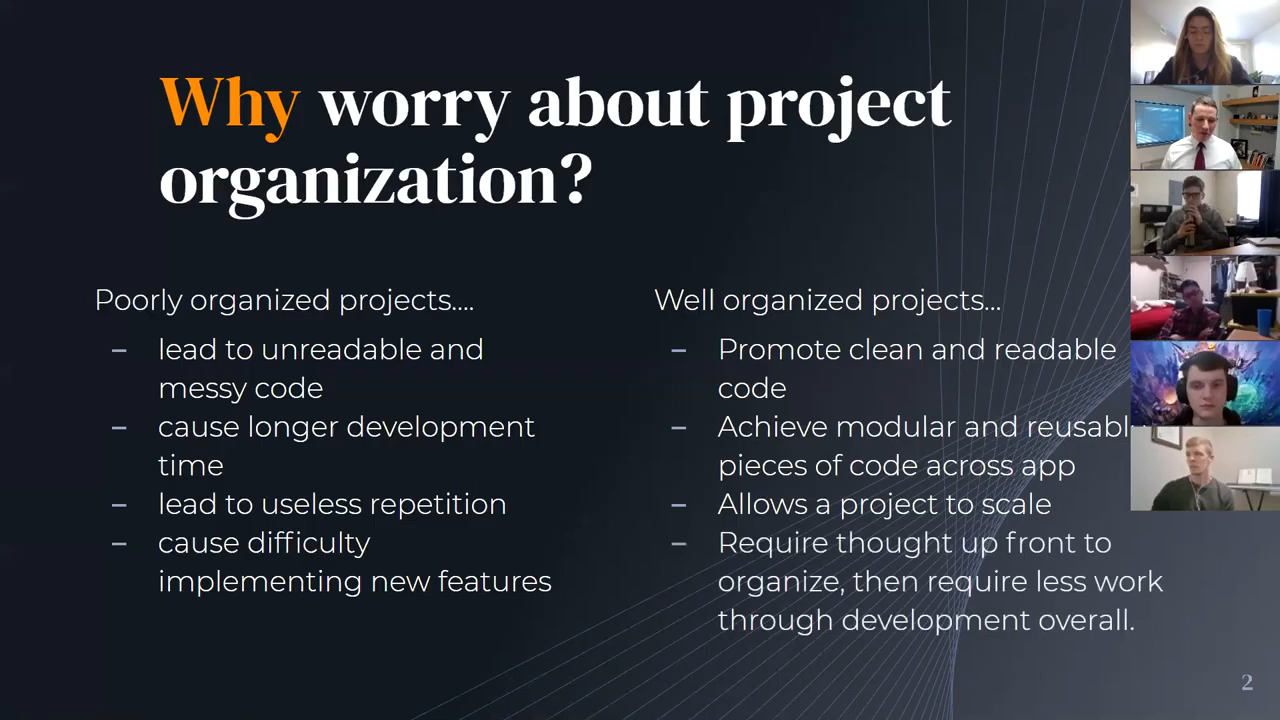 Why worry about project
organization?
Poorly organized projects....
– lead to unreadable and
messy code
– cause longer development
time
– lead to useless repetition
– cause difficulty
implementing new features
Well organized projects...
– Promote clean and readable
code
– Achieve modular and reusabl
pieces of code across app
– Allows a project to scale
– Require thought up front to
organize, then require less work
through development overall.
2